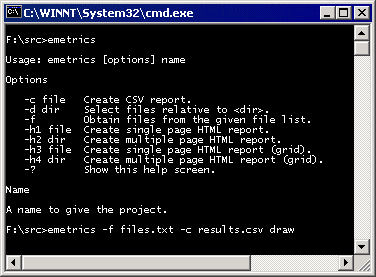 C:\WINNT\System32\cmd.exe
F:\src>emetrics
Usage: emetrics [options] name
Options
-c file   Create CSV report.
-d dir    Select files relative to <dir>.
-f        Obtain files from the given file list.
-h1 file  Create single page HTML report.
-h2 dir   Create multiple page HTML report.
-h3 file  Create single page HTML report (grid).
-h4 dir   Create multiple page HTML report (grid).
-?        Show this help screen.
Name
A name to give the project.
F:\src>emetrics -f files.txt -c results.csv draw